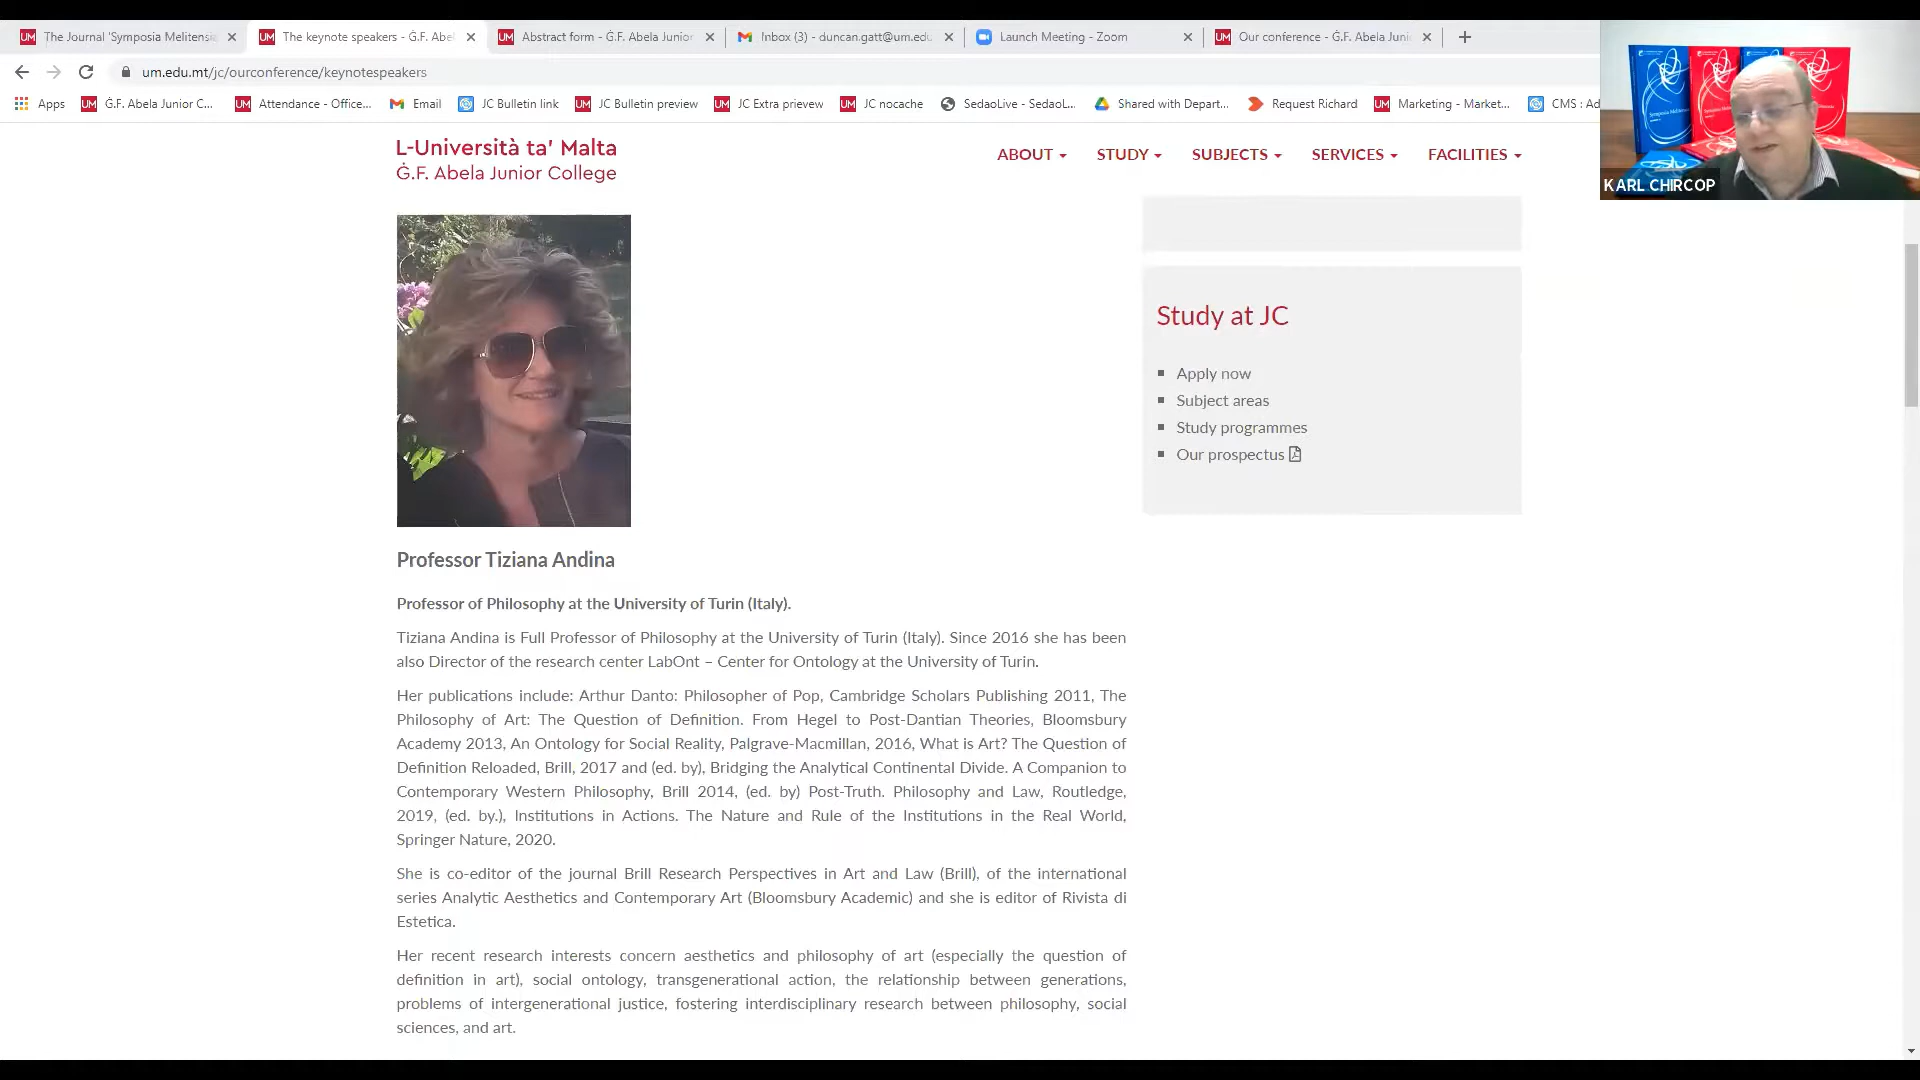 The Journal 'Symposia Melitensi
The keynote speakers - Ġ.F. Abel
Abstract form - Ġ.F. Abela Junior
Inbox (3) - duncan.gatt@um.edu
Launch Meeting - Zoom
Our conference - Ġ.F. Abela Juni
um.edu.mt/jc/ourconference/keynotespeakers
Apps
Ġ.F. Abela Junior C...
Attendance - Office...
Email
JC Bulletin link
JC Bulletin preview
JC Extra prieview
JC nocache
SedaoLive - SedaoL...
Shared with Depart...
Request Richard
Marketing - Market...
CMS : Ad
KARL CHIRCOP
L-Università ta' Malta
Ġ.F. Abela Junior College
ABOUT
STUDY
SUBJECTS
SERVICES
FACILITIES
Study at JC
Apply now
Subject areas
Study programmes
Our prospectus
Professor Tiziana Andina
Professor of Philosophy at the University of Turin (Italy).
Tiziana Andina is Full Professor of Philosophy at the University of Turin (Italy). Since 2016 she has been
also Director of the research center LabOnt – Center for Ontology at the University of Turin.
Her publications include: Arthur Danto: Philosopher of Pop, Cambridge Scholars Publishing 2011, The
Philosophy of Art: The Question of Definition. From Hegel to Post-Dantian Theories, Bloomsbury
Academy 2013, An Ontology for Social Reality, Palgrave-Macmillan, 2016, What is Art? The Question of
Definition Reloaded, Brill, 2017 and (ed. by), Bridging the Analytical Continental Divide. A Companion to
Contemporary Western Philosophy, Brill 2014, (ed. by) Post-Truth. Philosophy and Law, Routledge,
2019, (ed. by.), Institutions in Actions. The Nature and Rule of the Institutions in the Real World,
Springer Nature, 2020.
She is co-editor of the journal Brill Research Perspectives in Art and Law (Brill), of the international
series Analytic Aesthetics and Contemporary Art (Bloomsbury Academic) and she is editor of Rivista di
Estetica.
Her recent research interests concern aesthetics and philosophy of art (especially the question of
definition in art), social ontology, transgenerational action, the relationship between generations,
problems of intergenerational justice, fostering interdisciplinary research between philosophy, social
sciences, and art.